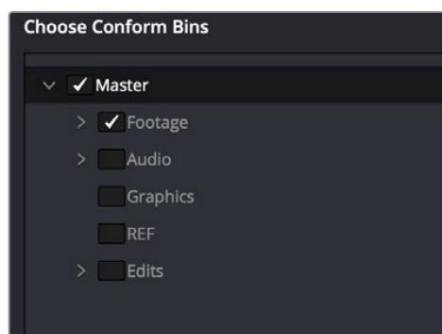 Choose Conform Bins
Master
Footage
Audio
Graphics
REF
Edits